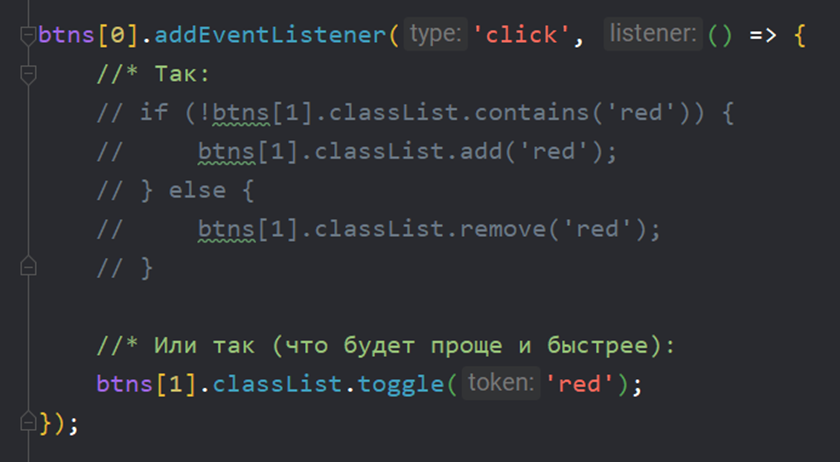 btns[0].addEventListener( type: 'click', listener: () => {
    //* Так:
    // if (!btns[1].classList.contains('red')) {
    //     btns[1].classList.add('red');
    // } else {
    //     btns[1].classList.remove('red');
    // }
    //* Или так (что будет проще и быстрее):
    btns[1].classList.toggle( token: 'red');
});